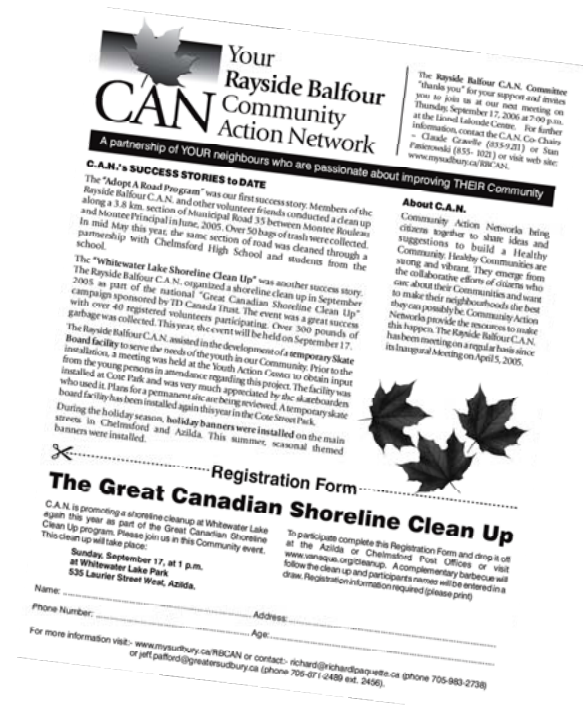 CAN
Your
Rayside Balfour
Community
Action Network
The Rayside Balfour C.A.N. Committee
"thanks you" for your support and invites
you to join us at our next meeting on
Thursday, September 17, 2006 at 7:00 p.m.
at the Lionel Lalonde Centre. For further
information, contact the C.A.N. Co-Chairs
– Claude Gravelle (855-9211) or Stan
Pasierowski (855- 1021) or visit web site:
www.mysudbury.ca/RBCAN.
A partnership of YOUR neighbours who are passionate about improving THEIR Community
C.A.N.'s SUCCESS STORIES to DATE
The "Adopt A Road Program" was our first success story. Members of the
Rayside Balfour C.A.N. and other volunteer friends conducted a clean up
along a 3.8 km. section of Municipal Road 35 between Montee Rouleau
and Montee Principal in June, 2005. Over 50 bags of trash were collected.
In mid May this year, the same section of road was cleaned through a
partnership with Chelmsford High School and students from the
school.
The "Whitewater Lake Shoreline Clean Up" was another success story.
The Rayside Balfour C.A.N. organized a shoreline clean up in September
2005 as part of the national "Great Canadian Shoreline Clean Up"
campaign sponsored by TD Canada Trust. The event was a great success
with over 40 registered volunteers participating. Over 300 pounds of
garbage was collected. This year, the event will be held on September 17.
The Rayside Balfour C.A.N. assisted in the development of a temporary Skate
Board facility to serve the needs of the youth in our Community. Prior to the
installation, a meeting was held at the Youth Action Centre to obtain input
from the young persons in attendance regarding this project. The facility was
installed at Cote Park and was very much appreciated by the skateboarders
who used it. Plans for a permanent site are being reviewed. A temporary skate
board facility has been installed again this year in the Cote Street Park.
During the holiday season, holiday banners were installed on the main
streets in Chelmsford and Azilda. This summer, seasonal themed
banners were installed.
About C.A.N.
Community Action Networks bring
citizens together to share ideas and
suggestions to build a Healthy
Community. Healthy Communities are
strong and vibrant. They emerge from
the collaborative efforts of citizens who
care about their Communities and want
to make their neighbourhoods the best
they can possibly be. Community Action
Networks provide the resources to make
this happen. The Rayside Balfour C.A.N.
has been meeting on a regular basis since
its Inaugural Meeting on April 5, 2005.
Registration Form
The Great Canadian Shoreline Clean Up
C.A.N. is promoting a shoreline cleanup at Whitewater Lake
again this year as part of the Great Canadian Shoreline
Clean Up program. Please join us in this Community event.
This clean up will take place:
Sunday, September 17, at 1 p.m.
at Whitewater Lake Park
535 Laurier Street West, Azilda.
To participate complete this Registration Form and drop it off
at the Azilda or Chelmsford Post Offices or visit
www.vanaqua.org/cleanup. A complementary barbecue will
follow the clean up and participants names will be entered in a
draw. Registration information required (please print)
Name:
Address:
Phone Number:
Age:
For more information visit:- www.mysudbury.ca/RBCAN or contact:- richard@richardlpaquette.ca (phone 705-983-2738)
or jeff.pafford@greatersudbury.ca (phone 705-671-2489 ext. 2456).